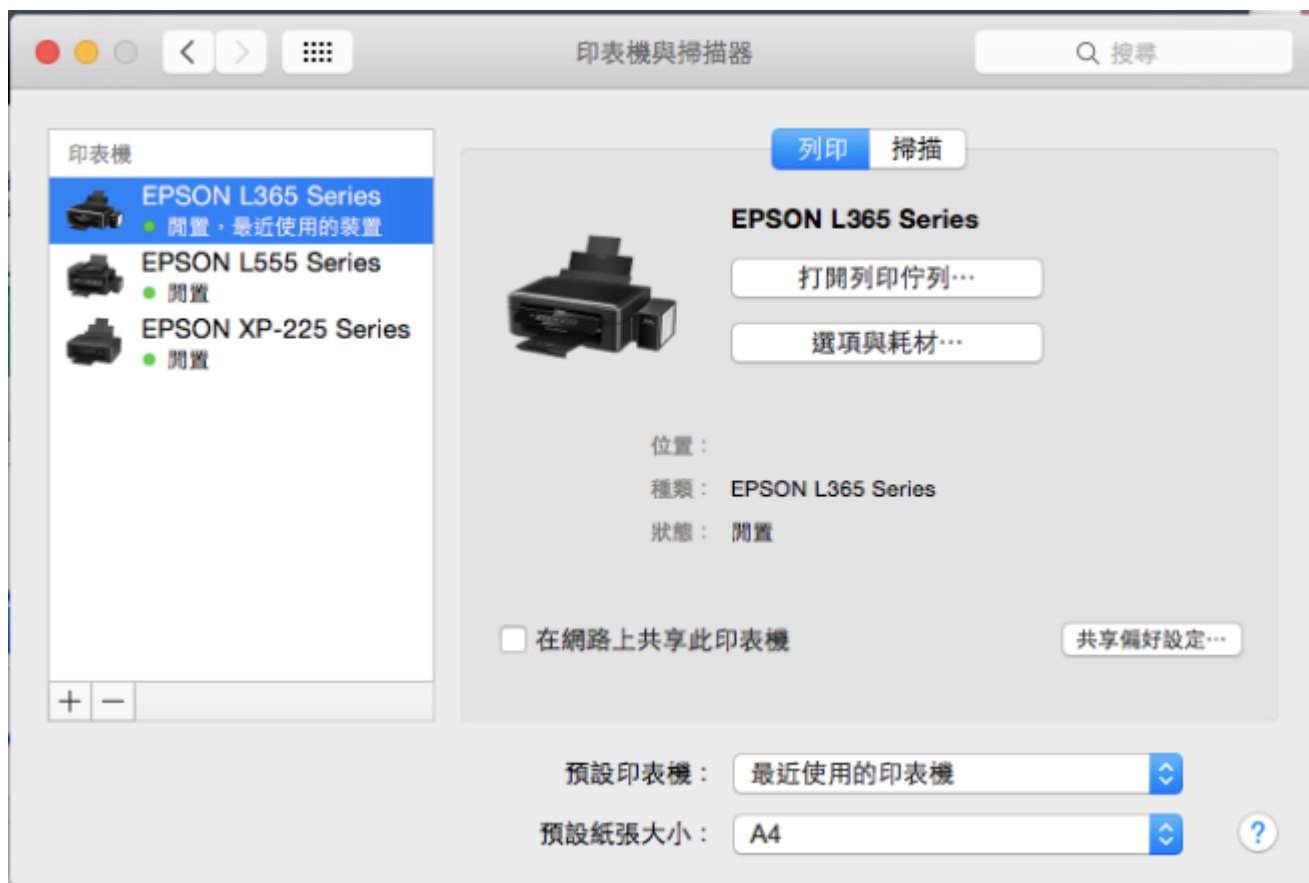 印表機與掃描器
搜尋
印表機
EPSON L365 Series
閒置，最近使用的裝置
EPSON L555 Series
閒置
EPSON XP-225 Series
閒置
列印 掃描
EPSON L365 Series
打開列印佇列⋯
選項與耗材⋯
位置：
種類： EPSON L365 Series
狀態： 閒置
在網路上共享此印表機
共享偏好設定⋯
預設印表機： 最近使用的印表機
預設紙張大小： A4
?